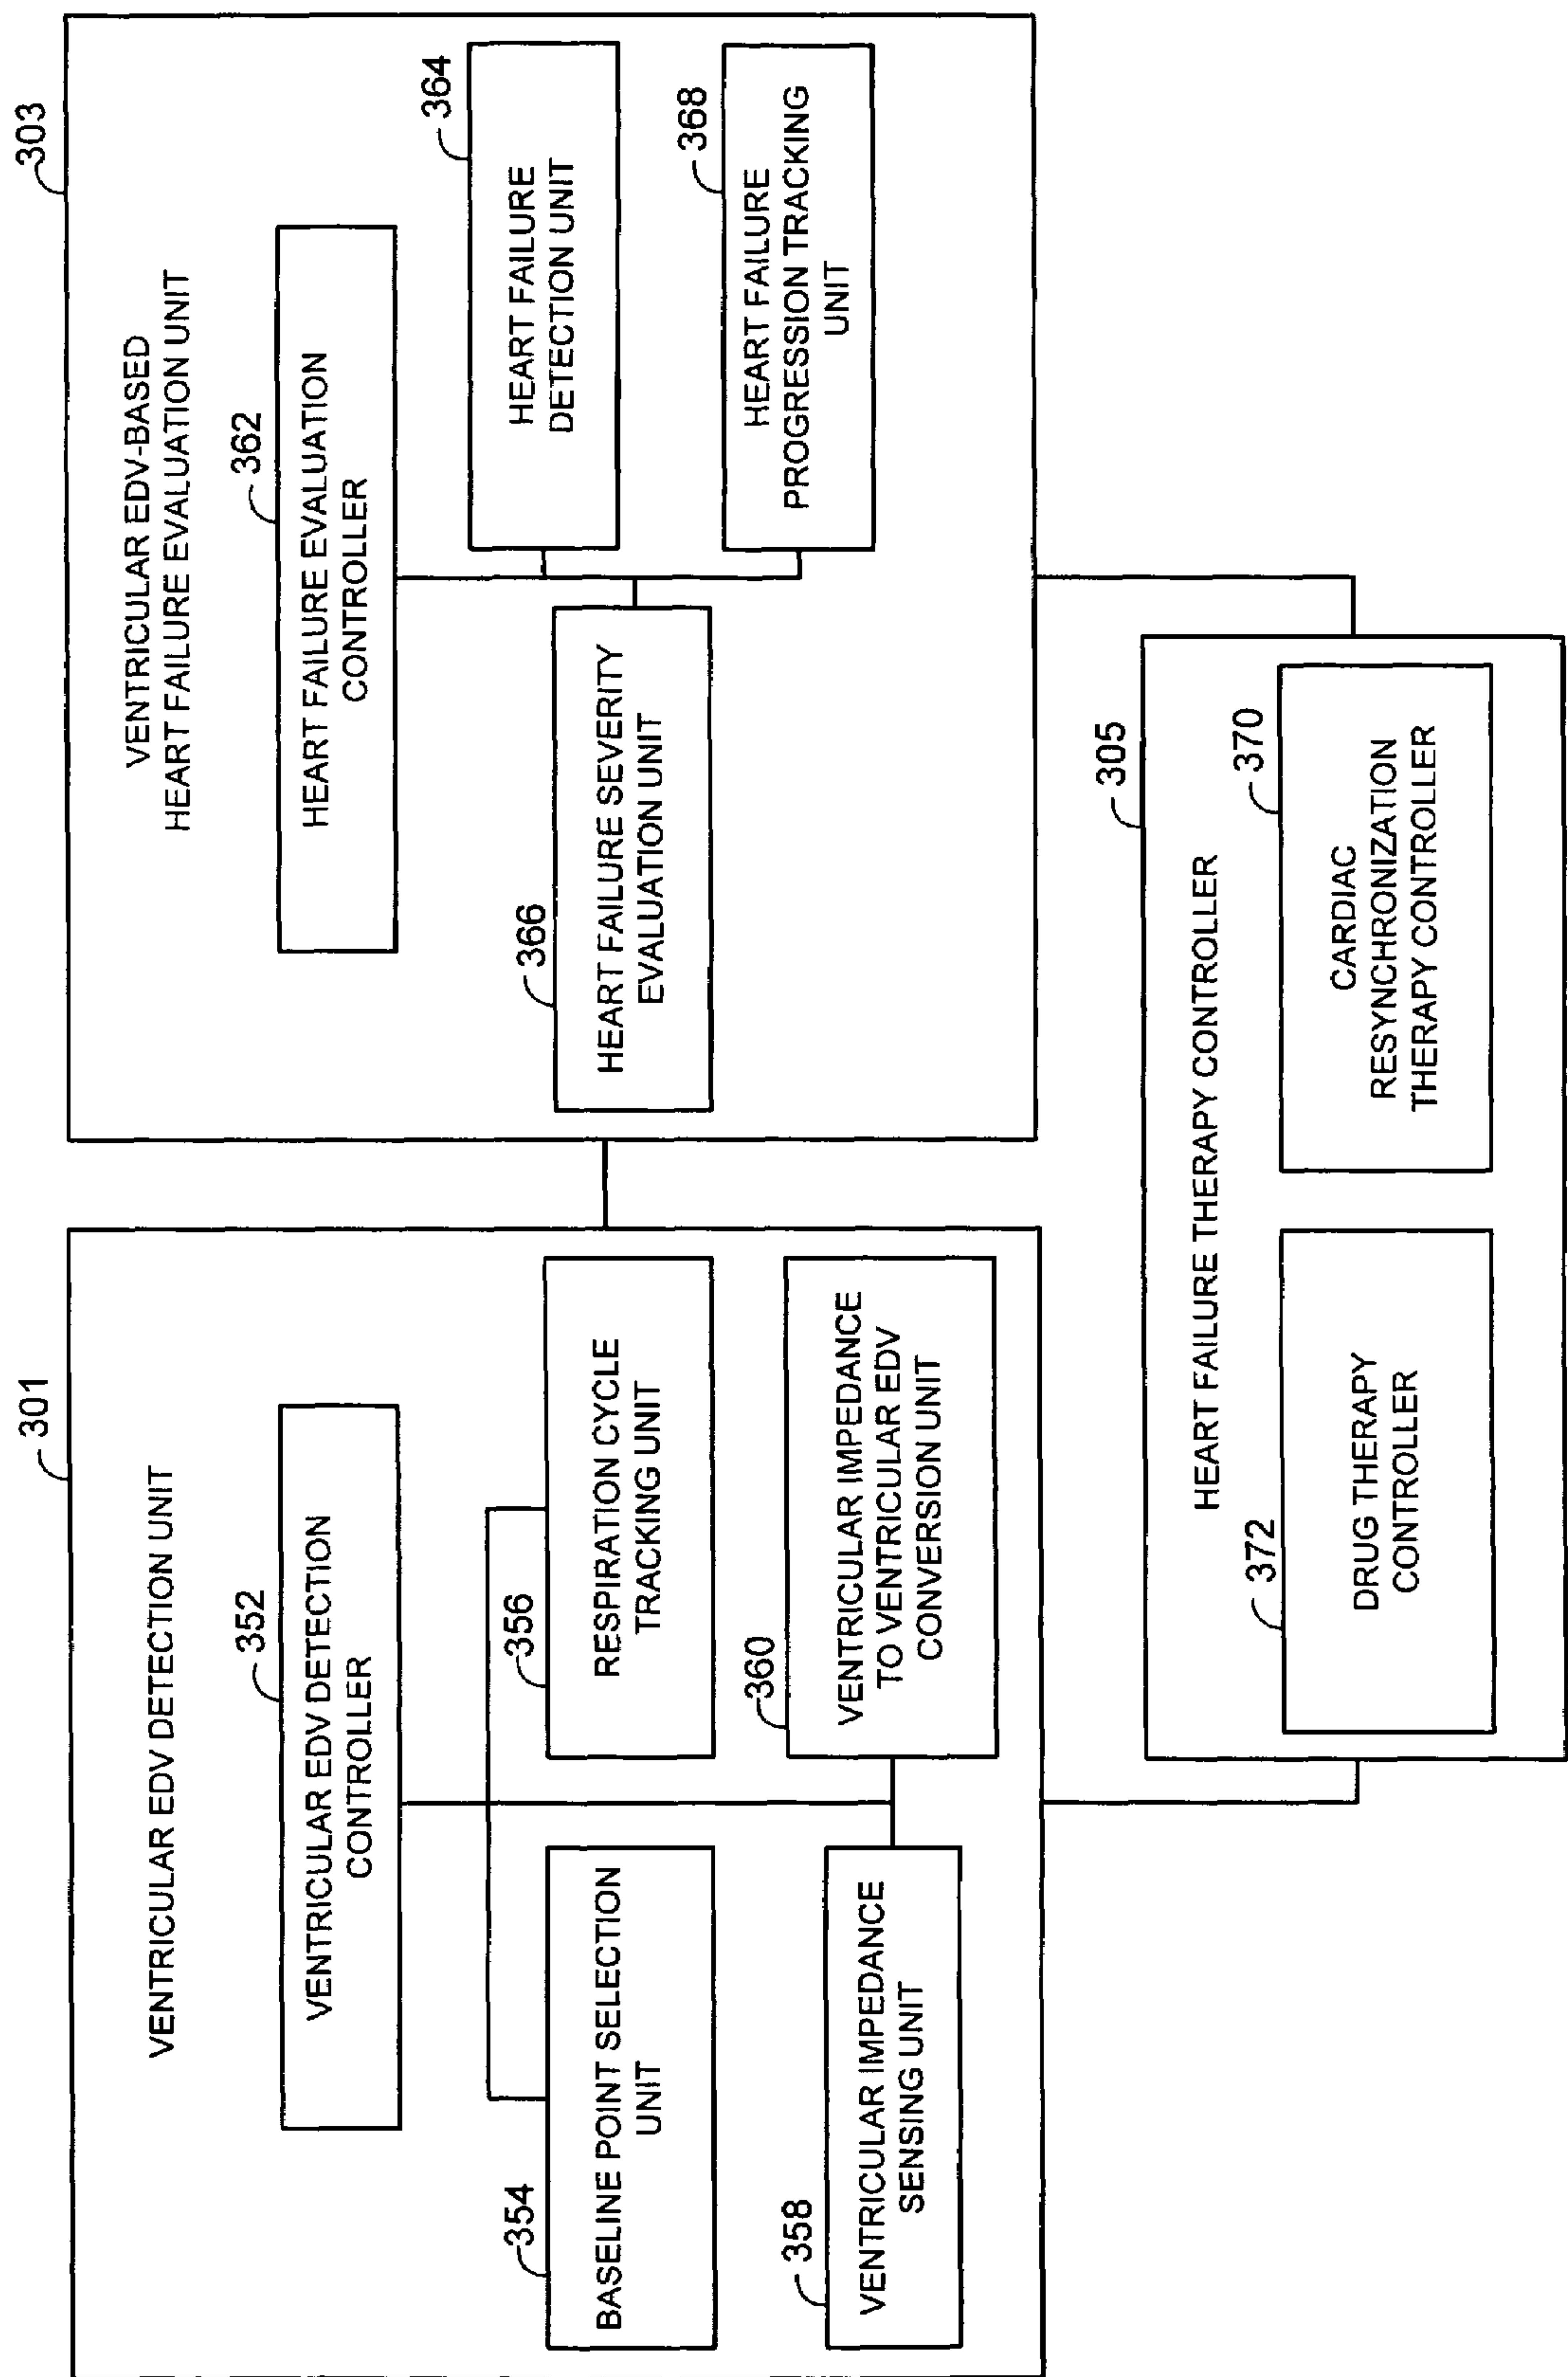 301
VENTRICULAR EDV DETECTION UNIT
352
VENTRICULAR EDV DETECTION
CONTROLLER
354
BASELINE POINT SELECTION
UNIT
356
RESPIRATION CYCLE
TRACKING UNIT
358
VENTRICULAR IMPEDANCE
SENSING UNIT
360
VENTRICULAR IMPEDANCE
TO VENTRICULAR EDV
CONVERSION UNIT
303
VENTRICULAR EDV-BASED
HEART FAILURE EVALUATION UNIT
362
HEART FAILURE EVALUATION
CONTROLLER
366
HEART FAILURE SEVERITY
EVALUATION UNIT
364
HEART FAILURE
DETECTION UNIT
368
HEART FAILURE
PROGRESSION TRACKING
UNIT
305
HEART FAILURE THERAPY CONTROLLER
372
DRUG THERAPY
CONTROLLER
370
CARDIAC
RESYNCHRONIZATION
THERAPY CONTROLLER